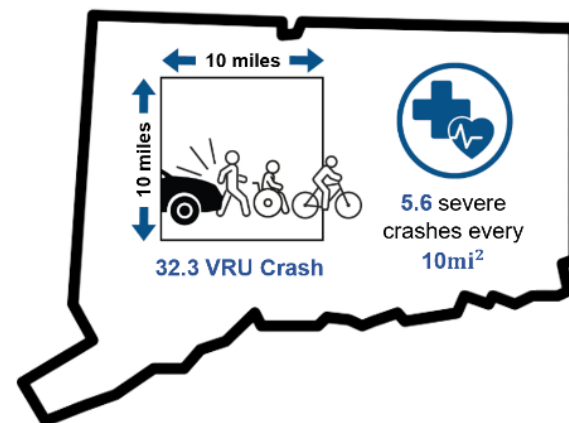 10 miles
10 miles
32.3 VRU Crash
5.6 severe
crashes every
10mi²